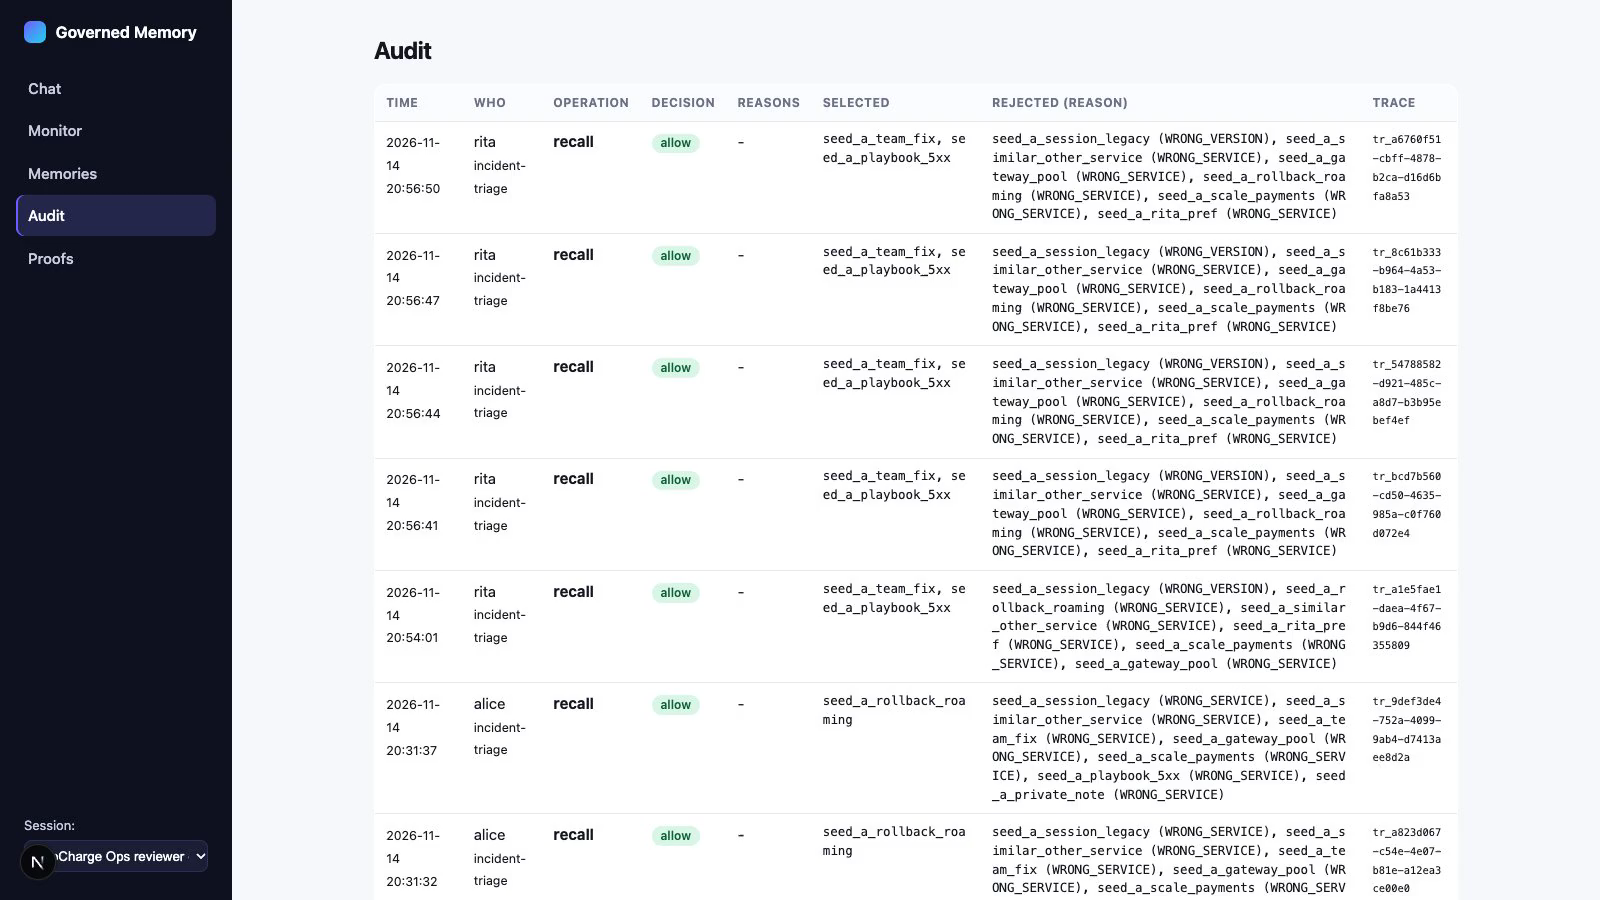 Governed Memory
Chat
Monitor
Memories
Audit
Proofs
Session:
Charge Ops reviewer
N
Audit
TIME WHO OPERATION DECISION REASONS SELECTED REJECTED (REASON) TRACE
2026-11-
14
20:56:50
rita
incident-
triage
recall
allow
-
seed_a_team_fix, se
ed_a_playbook_5xx
seed_a_session_legacy (WRONG_VERSION), seed_a_s
imilar_other_service (WRONG_SERVICE), seed_a_ga
teway_pool (WRONG_SERVICE), seed_a_rollback_roa
ming (WRONG_SERVICE), seed_a_scale_payments (WR
ONG_SERVICE), seed_a_rita_pref (WRONG_SERVICE)
tr_a6760f51
-cbff-4878-
b2ca-d16d6b
fa8a53
2026-11-
14
20:56:47
rita
incident-
triage
recall
allow
-
seed_a_team_fix, se
ed_a_playbook_5xx
seed_a_session_legacy (WRONG_VERSION), seed_a_s
imilar_other_service (WRONG_SERVICE), seed_a_ga
teway_pool (WRONG_SERVICE), seed_a_rollback_roa
ming (WRONG_SERVICE), seed_a_scale_payments (WR
ONG_SERVICE), seed_a_rita_pref (WRONG_SERVICE)
tr_8c61b333
-b964-4a53-
b183-1a4413
f8be76
2026-11-
14
20:56:44
rita
incident-
triage
recall
allow
-
seed_a_team_fix, se
ed_a_playbook_5xx
seed_a_session_legacy (WRONG_VERSION), seed_a_s
imilar_other_service (WRONG_SERVICE), seed_a_ga
teway_pool (WRONG_SERVICE), seed_a_rollback_roa
ming (WRONG_SERVICE), seed_a_scale_payments (WR
ONG_SERVICE), seed_a_rita_pref (WRONG_SERVICE)
tr_54788582
-d921-485c-
a8d7-b3b95e
bef4ef
2026-11-
14
20:56:41
rita
incident-
triage
recall
allow
-
seed_a_team_fix, se
ed_a_playbook_5xx
seed_a_session_legacy (WRONG_VERSION), seed_a_s
imilar_other_service (WRONG_SERVICE), seed_a_ga
teway_pool (WRONG_SERVICE), seed_a_rollback_roa
ming (WRONG_SERVICE), seed_a_scale_payments (WR
ONG_SERVICE), seed_a_rita_pref (WRONG_SERVICE)
tr_bcd7b560
-cd50-4635-
985a-c0f760
d072e4
2026-11-
14
20:54:01
rita
incident-
triage
recall
allow
-
seed_a_team_fix, se
ed_a_playbook_5xx
seed_a_session_legacy (WRONG_VERSION), seed_a_r
ollback_roaming (WRONG_SERVICE), seed_a_similar
_other_service (WRONG_SERVICE), seed_a_rita_pre
f (WRONG_SERVICE), seed_a_scale_payments (WRONG
_SERVICE), seed_a_gateway_pool (WRONG_SERVICE)
tr_a1e5fae1
-daea-4f67-
b9d6-844f46
355809
2026-11-
14
20:31:37
alice
incident-
triage
recall
allow
-
seed_a_rollback_roa
ming
seed_a_session_legacy (WRONG_SERVICE), seed_a_s
imilar_other_service (WRONG_SERVICE), seed_a_te
am_fix (WRONG_SERVICE), seed_a_gateway_pool (WR
ONG_SERVICE), seed_a_scale_payments (WRONG_SERV
ICE), seed_a_playbook_5xx (WRONG_SERVICE), seed
_a_private_note (WRONG_SERVICE)
tr_9def3de4
-752a-4099-
9ab4-d7413a
ee8d2a
2026-11-
14
20:31:32
alice
incident-
triage
recall
allow
-
seed_a_rollback_roa
ming
seed_a_session_legacy (WRONG_SERVICE), seed_a_s
imilar_other_service (WRONG_SERVICE), seed_a_te
am_fix (WRONG_SERVICE), seed_a_gateway_pool (WR
ONG_SERVICE), seed_a_scale_payments (WRONG_SERV
tr_a823d067
-c54e-4e07-
b81e-a12ea3
ce00e0